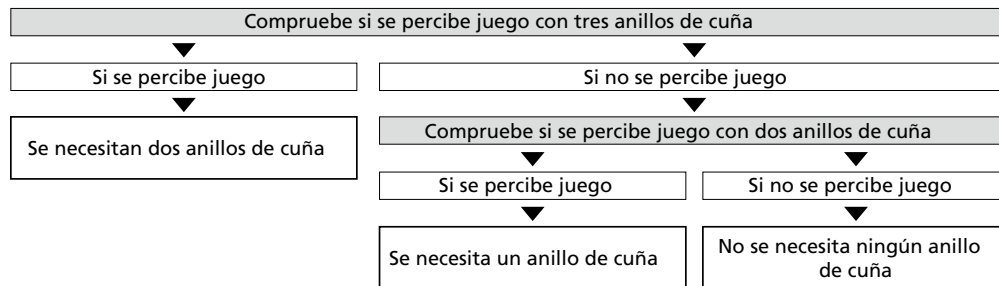 Compruebe si se percibe juego con tres anillos de cuña
Si se percibe juego
Si no se percibe juego
Se necesitan dos anillos de cuña
Compruebe si se percibe juego con dos anillos de cuña
Si se percibe juego
Si no se percibe juego
Se necesita un anillo de cuña
No se necesita ningún anillo
de cuña